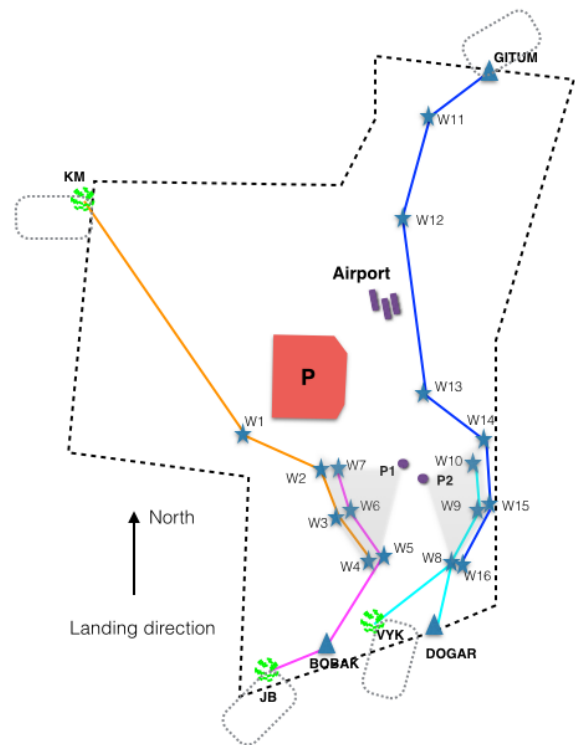 GITUM
W11
KM
W12
Airport
P
W13
W1
W14
W2
W7
P1
W10
P2
W6
W3
W9
W15
North
W5
W4
W8
W16
Landing direction
VYK
BOBAK
DOGAR
JB